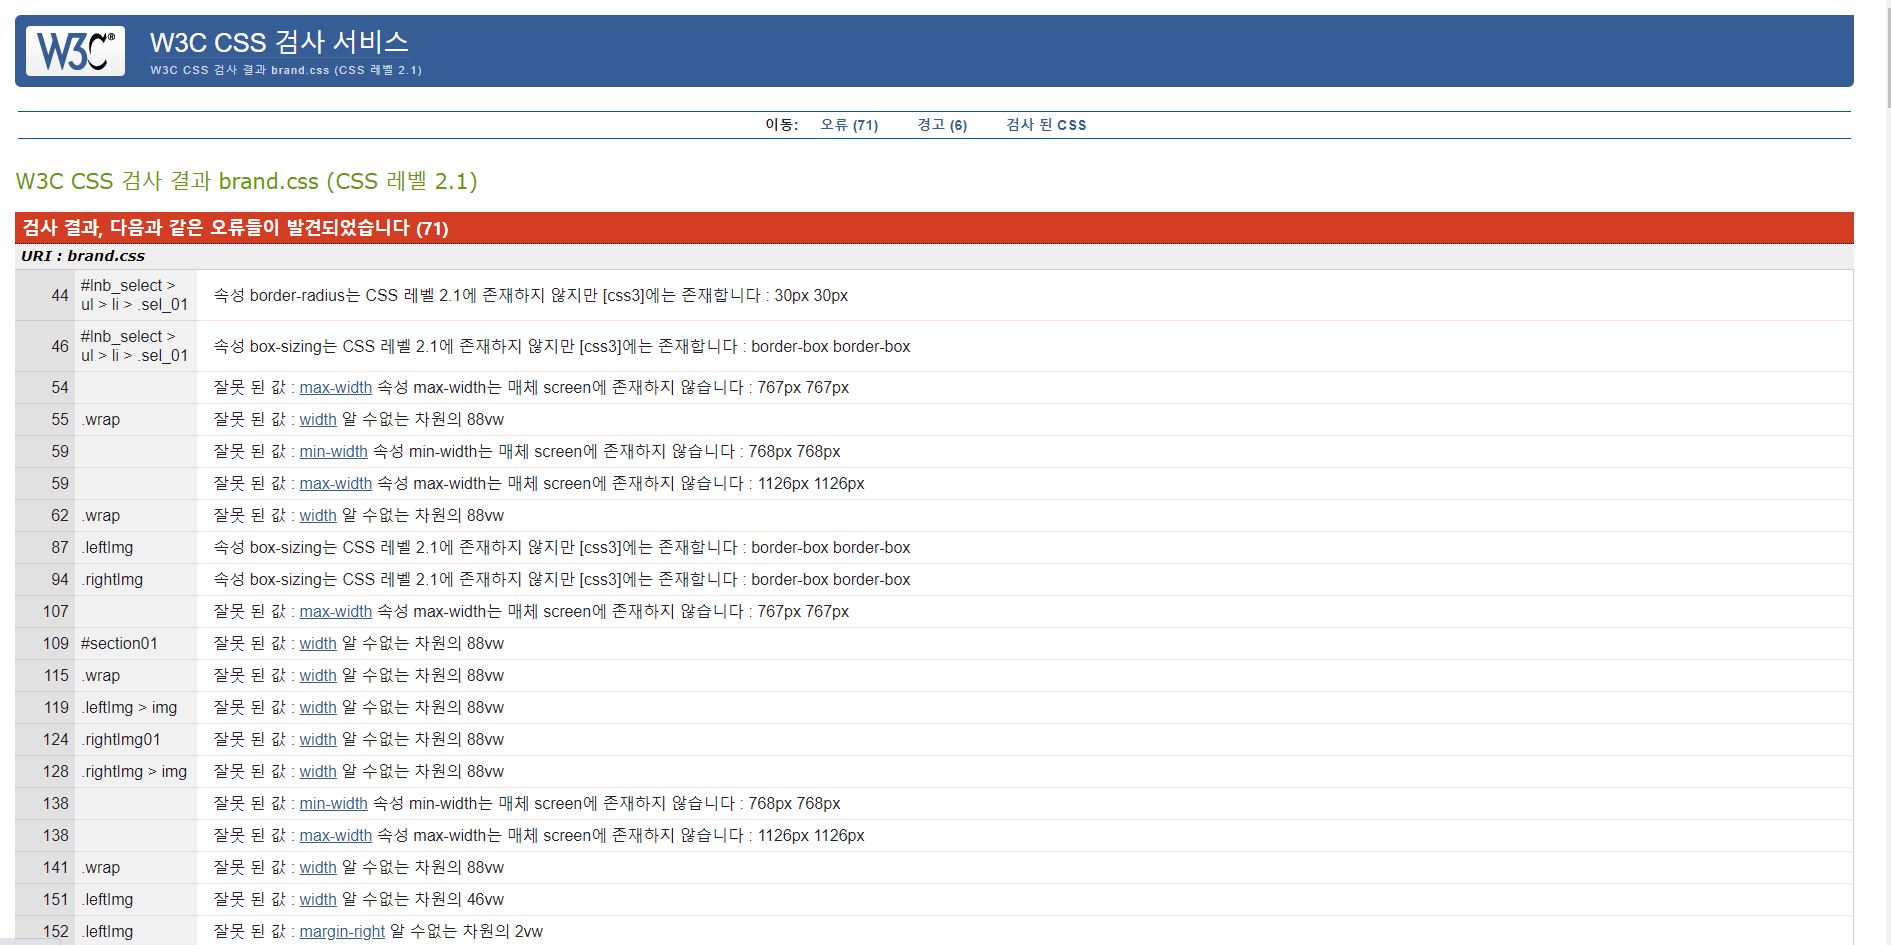 W3C®
W3C CSS 검사 서비스
W3C CSS 검사 결과 brand.css (CSS 레벨 2.1)
이동: 오류 (71) 경고 (6) 검사 된 CSS
W3C CSS 검사 결과 brand.css (CSS 레벨 2.1)
검사 결과, 다음과 같은 오류들이 발견되었습니다 (71)
URI : brand.css
44 #lnb_select > ul > li > .sel_01 속성 border-radius는 CSS 레벨 2.1에 존재하지 않지만 [css3]에는 존재합니다 : 30px 30px
46 #lnb_select > ul > li > .sel_01 속성 box-sizing는 CSS 레벨 2.1에 존재하지 않지만 [css3]에는 존재합니다 : border-box border-box
54 잘못 된 값 : max-width 속성 max-width는 매체 screen에 존재하지 않습니다 : 767px 767px
55 .wrap 잘못 된 값 : width 알 수없는 차원의 88vw
59 잘못 된 값 : min-width 속성 min-width는 매체 screen에 존재하지 않습니다 : 768px 768px
59 잘못 된 값 : max-width 속성 max-width는 매체 screen에 존재하지 않습니다 : 1126px 1126px
62 .wrap 잘못 된 값 : width 알 수없는 차원의 88vw
87 .leftImg 속성 box-sizing는 CSS 레벨 2.1에 존재하지 않지만 [css3]에는 존재합니다 : border-box border-box
94 .rightImg 속성 box-sizing는 CSS 레벨 2.1에 존재하지 않지만 [css3]에는 존재합니다 : border-box border-box
107 잘못 된 값 : max-width 속성 max-width는 매체 screen에 존재하지 않습니다 : 767px 767px
109 #section01 잘못 된 값 : width 알 수없는 차원의 88vw
115 .wrap 잘못 된 값 : width 알 수없는 차원의 88vw
119 .leftImg > img 잘못 된 값 : width 알 수없는 차원의 88vw
124 .rightImg01 잘못 된 값 : width 알 수없는 차원의 88vw
128 .rightImg > img 잘못 된 값 : width 알 수없는 차원의 88vw
138 잘못 된 값 : min-width 속성 min-width는 매체 screen에 존재하지 않습니다 : 768px 768px
138 잘못 된 값 : max-width 속성 max-width는 매체 screen에 존재하지 않습니다 : 1126px 1126px
141 .wrap 잘못 된 값 : width 알 수없는 차원의 88vw
151 .leftImg 잘못 된 값 : width 알 수없는 차원의 46vw
152 .leftImg 잘못 된 값 : margin-right 알 수없는 차원의 2vw